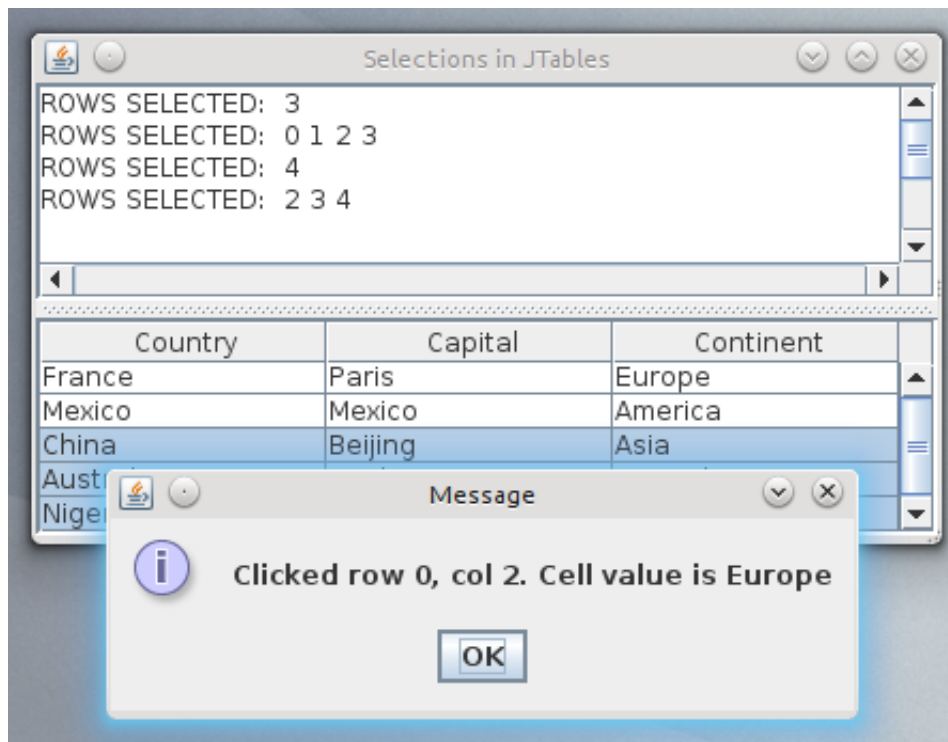 Selections in JTables
ROWS SELECTED: 3
ROWS SELECTED: 0 1 2 3
ROWS SELECTED: 4
ROWS SELECTED: 2 3 4
Country Capital Continent
France Paris Europe
Mexico Mexico America
China Beijing Asia
Message
Clicked row 0, col 2. Cell value is Europe
OK